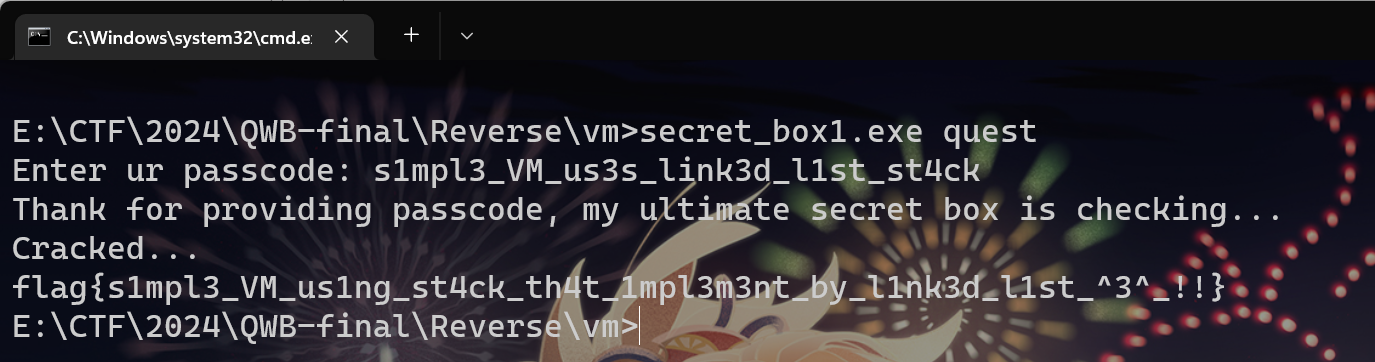 C:\Windows\system32\cmd.e
E:\CTF\2024\QWB-final\Reverse\vm>secret_box1.exe quest
Enter ur passcode: s1mpl3_VM_us3s_link3d_l1st_st4ck
Thank for providing passcode, my ultimate secret box is checking...
Cracked...
flag{s1mpl3_VM_us1ng_st4ck_th4t_1mpl3m3nt_by_l1nk3d_l1st_^3^_!!}
E:\CTF\2024\QWB-final\Reverse\vm>